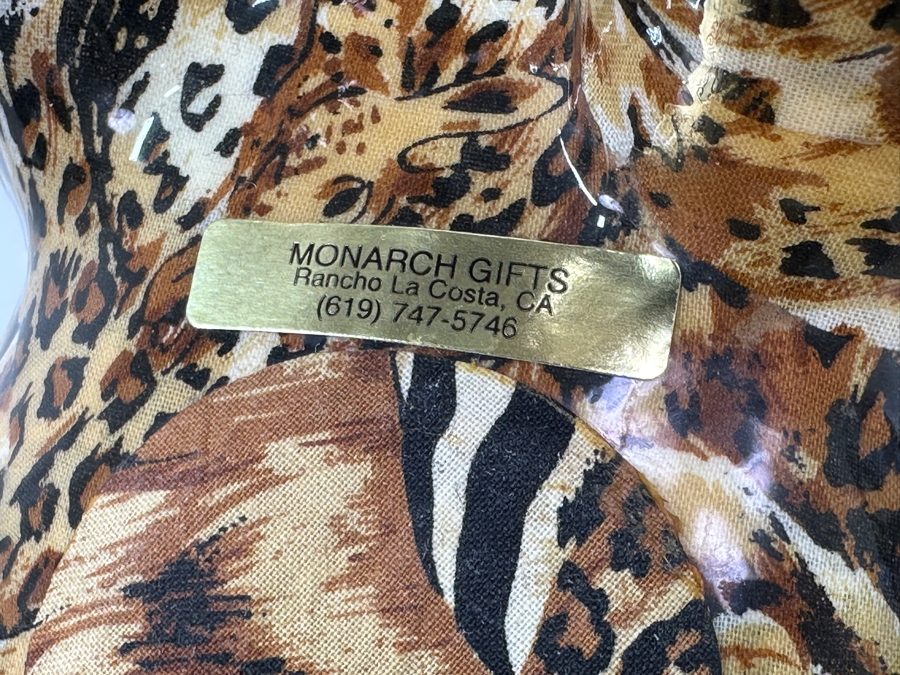 MONARCH GIFTS
Rancho La Costa, CA
(619) 747-5746